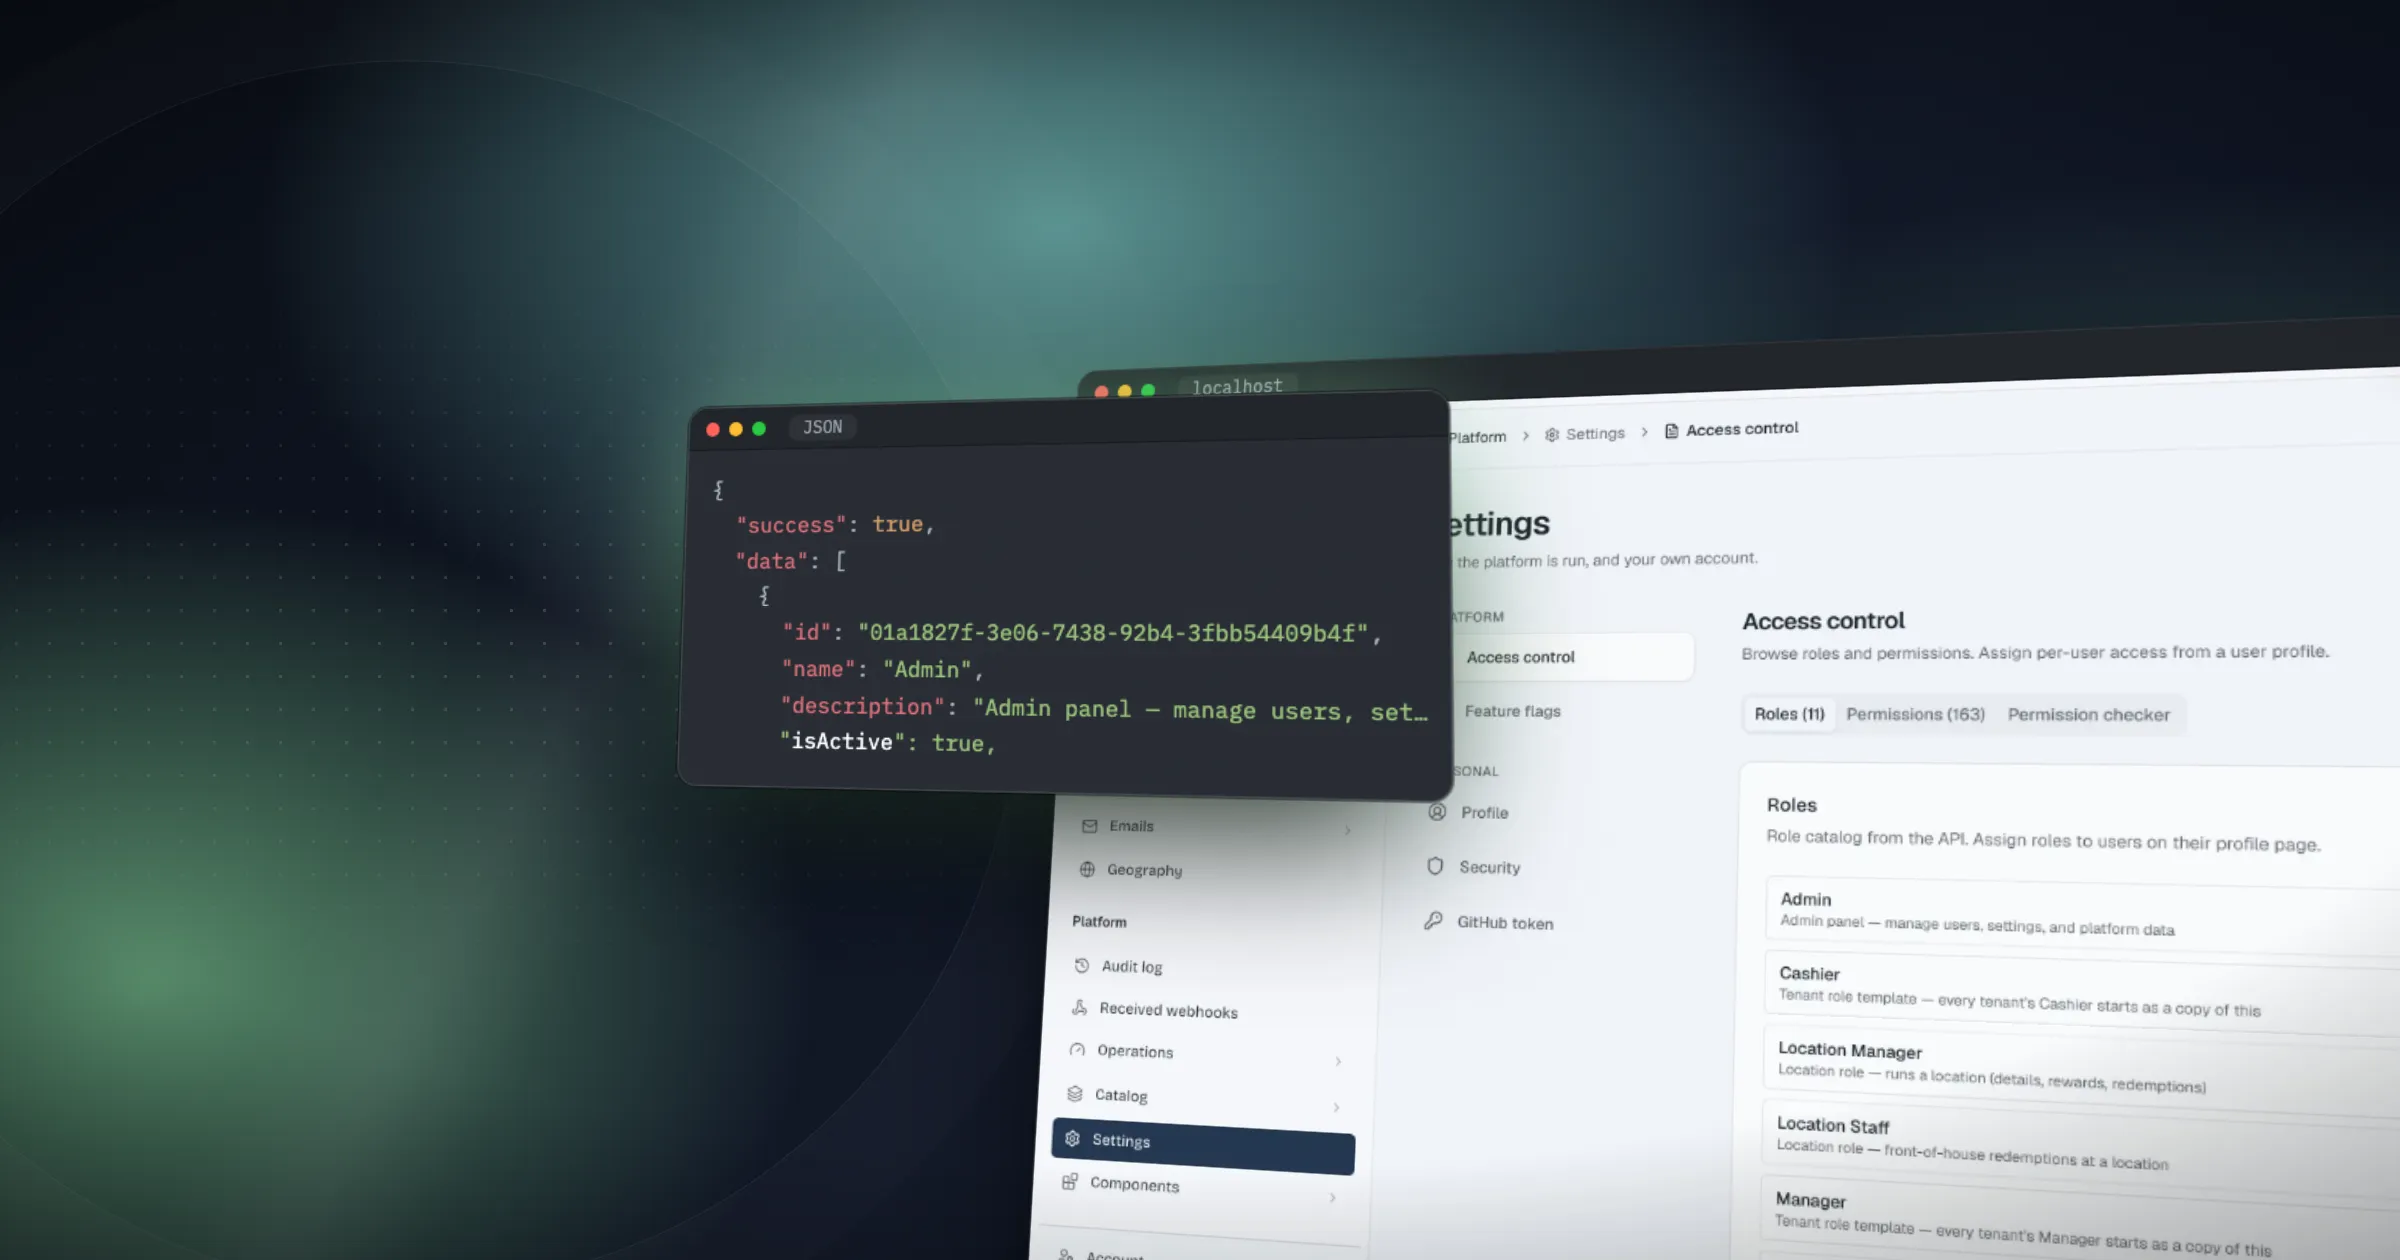 localhost
JSON
{
"success": true,
"data": [
{
"id": "01a1827f-3e06-7438-92b4-3fbb54409b4f",
"name": "Admin",
"description": "Admin panel — manage users, set…
"isActive": true,
Platform > Settings > Access control
ettings
the platform is run, and your own account.
ATFORM
Access control
Feature flags
SONAL
Profile
Security
GitHub token
Emails
Geography
Platform
Audit log
Received webhooks
Operations
Catalog
Settings
Components
Account
Access control
Browse roles and permissions. Assign per-user access from a user profile.
Roles (11) Permissions (163) Permission checker
Roles
Role catalog from the API. Assign roles to users on their profile page.
Admin
Admin panel — manage users, settings, and platform data
Cashier
Tenant role template — every tenant's Cashier starts as a copy of this
Location Manager
Location role — runs a location (details, rewards, redemptions)
Location Staff
Location role — front-of-house redemptions at a location
Manager
Tenant role template — every tenant's Manager starts as a copy of this